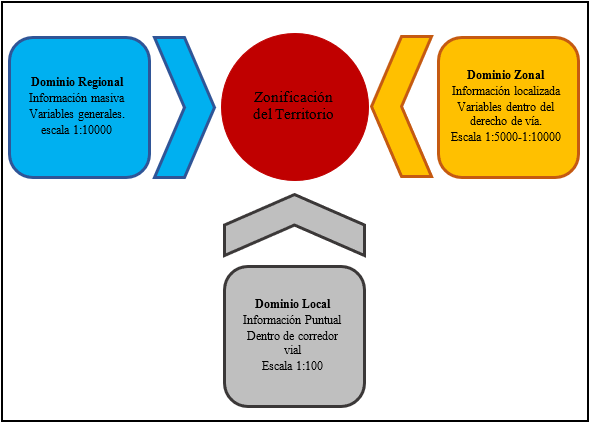 Dominio Regional
Información masiva
Variables generales.
escala 1:10000
Zonificación
del Territorio
Dominio Zonal
Información localizada
Variables dentro del
derecho de vía.
Escala 1:5000-1:10000
Dominio Local
Información Puntual
Dentro de corredor
vial
Escala 1:100